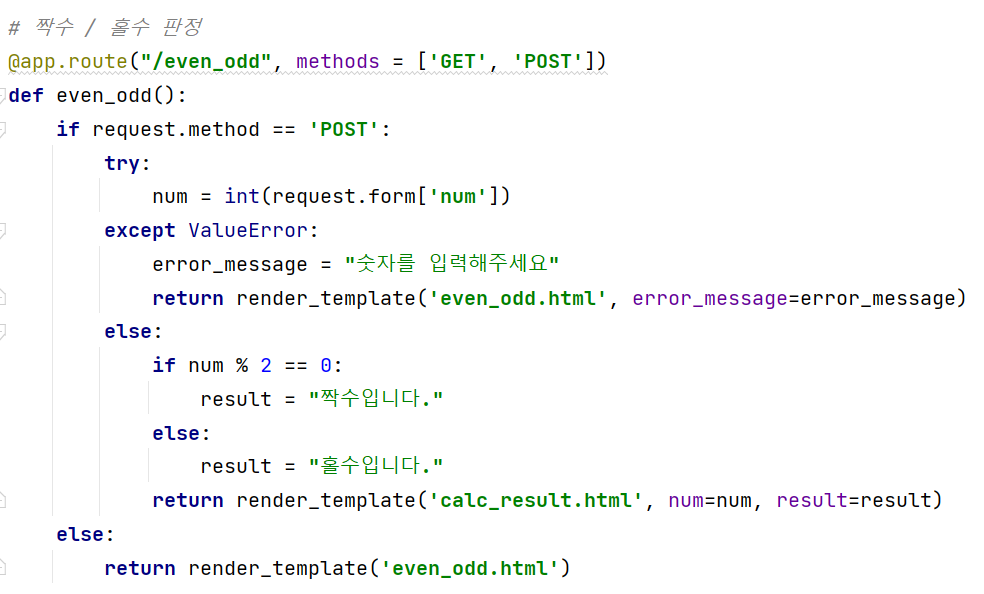 # 짝수 / 홀수 판정
@app.route("/even_odd", methods = ['GET', 'POST'])
def even_odd():
    if request.method == 'POST':
        try:
            num = int(request.form['num'])
        except ValueError:
            error_message = "숫자를 입력해주세요"
            return render_template('even_odd.html', error_message=error_message)
        else:
            if num % 2 == 0:
                result = "짝수입니다."
            else:
                result = "홀수입니다."
            return render_template('calc_result.html', num=num, result=result)
    else:
        return render_template('even_odd.html')